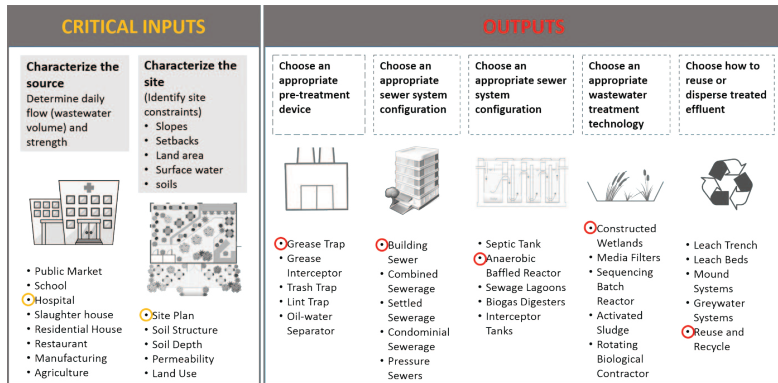 CRITICAL INPUTS
Characterize the
source
Determine daily
flow (wastewater
volume) and
strength
• Public Market
• School
• Hospital
• Slaughter house
• Residential House
• Restaurant
• Manufacturing
• Agriculture
Characterize the
site
(Identify site
constraints)
• Slopes
• Setbacks
• Land area
• Surface water
• soils
• Site Plan
• Soil Structure
• Soil Depth
• Permeability
• Land Use
OUTPUTS
Choose an
appropriate
pre-treatment
device
• Grease Trap
• Grease
Interceptor
• Trash Trap
• Lint Trap
• Oil-water
Separator
Choose an
appropriate
sewer system
configuration
• Building
Sewer
• Combined
Sewerage
• Settled
Sewerage
• Condominial
Sewerage
• Pressure
Sewers
Choose an
appropriate sewer
system
configuration
• Septic Tank
• Anaerobic
Baffled Reactor
• Sewage Lagoons
• Biogas Digesters
• Interceptor
Tanks
Choose an
appropriate
wastewater
treatment
technology
• Constructed
Wetlands
• Media Filters
• Sequencing
Batch
Reactor
• Activated
Sludge
• Rotating
Biological
Contractor
Choose how to
reuse or
disperse treated
effluent
• Leach Trench
• Leach Beds
• Mound
Systems
• Greywater
Systems
• Reuse and
Recycle